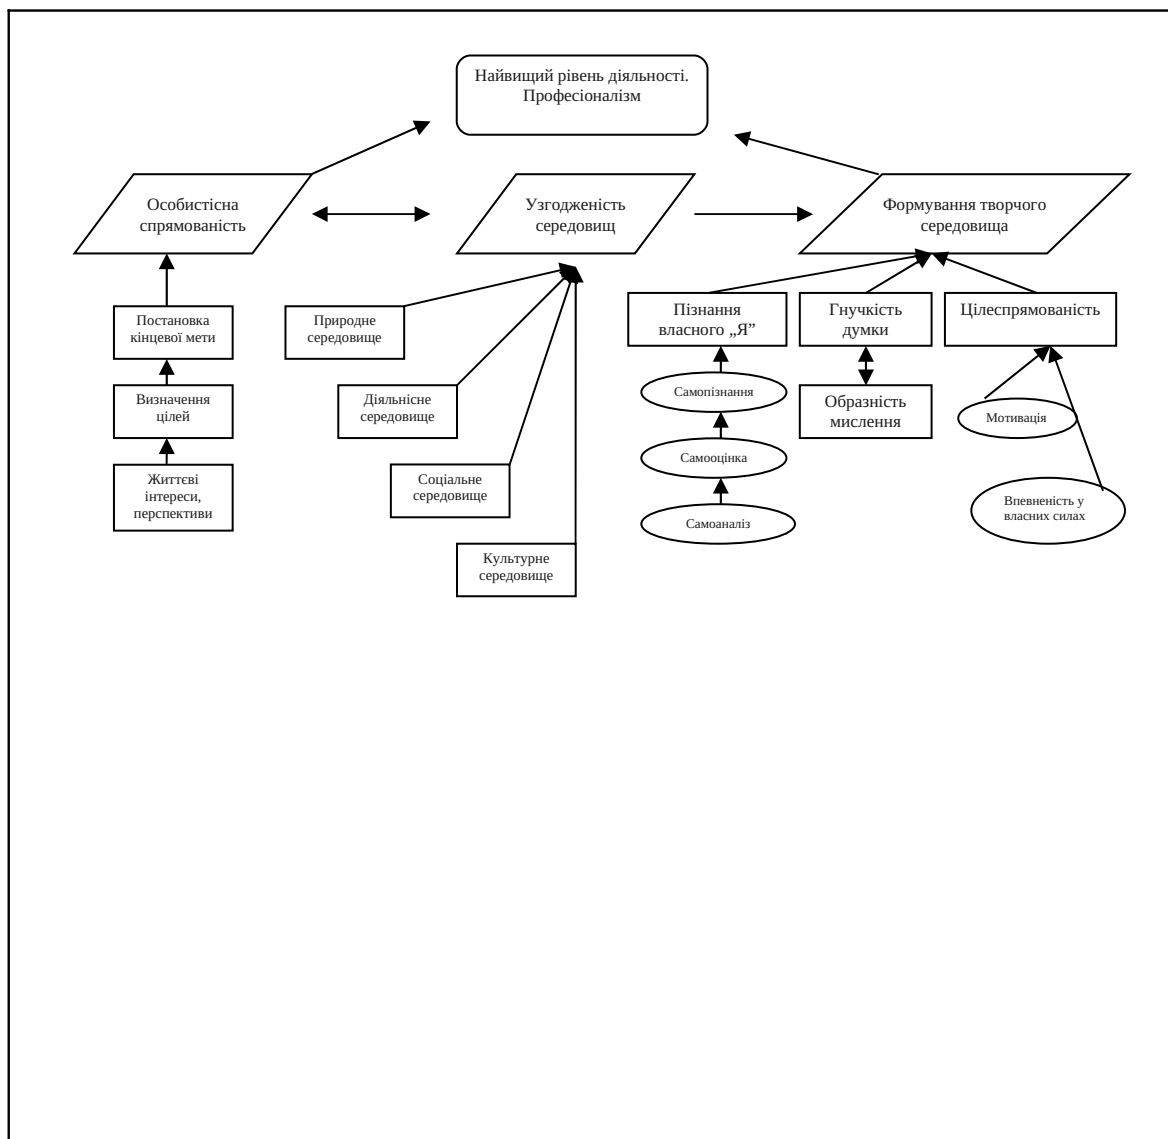 Найвищий рівень діяльності.
Професіоналізм
Особистісна
спрямованість
Узгодженість
середовищ
Формування творчого
середовища
Постановка
кінцевої мети
Визначення
цілей
Життєві
інтереси,
перспективи
Природне
середовище
Діяльнісне
середовище
Соціальне
середовище
Культурне
середовище
Пізнання
власного „Я”
Самопізнання
Самооцінка
Самоаналіз
Гнучкість
думки
Образність
мислення
Цілеспрямованість
Мотивація
Впевненість у
власних силах